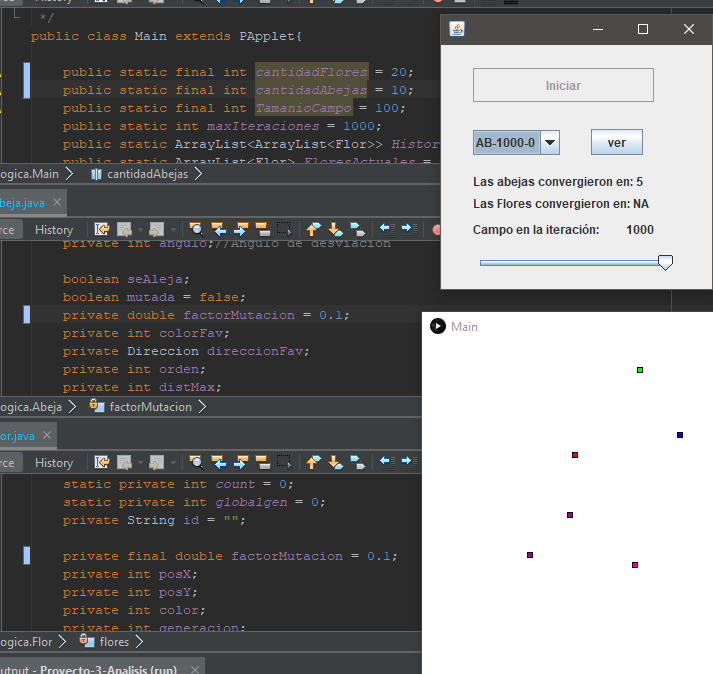 History
*/
public class Main extends PApplet{
public static final int cantidadFlores = 20;
public static final int cantidadAbejas = 10;
public static final int TamanioCampo = 100;
public static int maxIteraciones = 1000;
public static ArrayList<ArrayList<Flor>> Histor
public static ArrayList<Flor> FloresActuales =
ogica.Main
cantidadAbejas
beja.java
rce
History
private int angulo;//Angulo de desviacion
boolean seAleja;
boolean mutada = false;
private double factorMutacion = 0.1;
private int colorFav;
private Direccion direccionFav;
private int orden;
private int distMax;
ogica.Abeja
factorMutacion
or.java
rce
History
static private int count = 0;
static private int globalgen = 0;
private String id = "";
private final double factorMutacion = 0.1;
private int posX;
private int posY;
private int color;
private int generacion;
ogica.Flor
flores
utput - Proyecto-3-Analisis (run)
Iniciar
AB-1000-0
ver
Las abejas convergieron en: 5
Las Flores convergieron en: NA
Campo en la iteración: 1000
Main